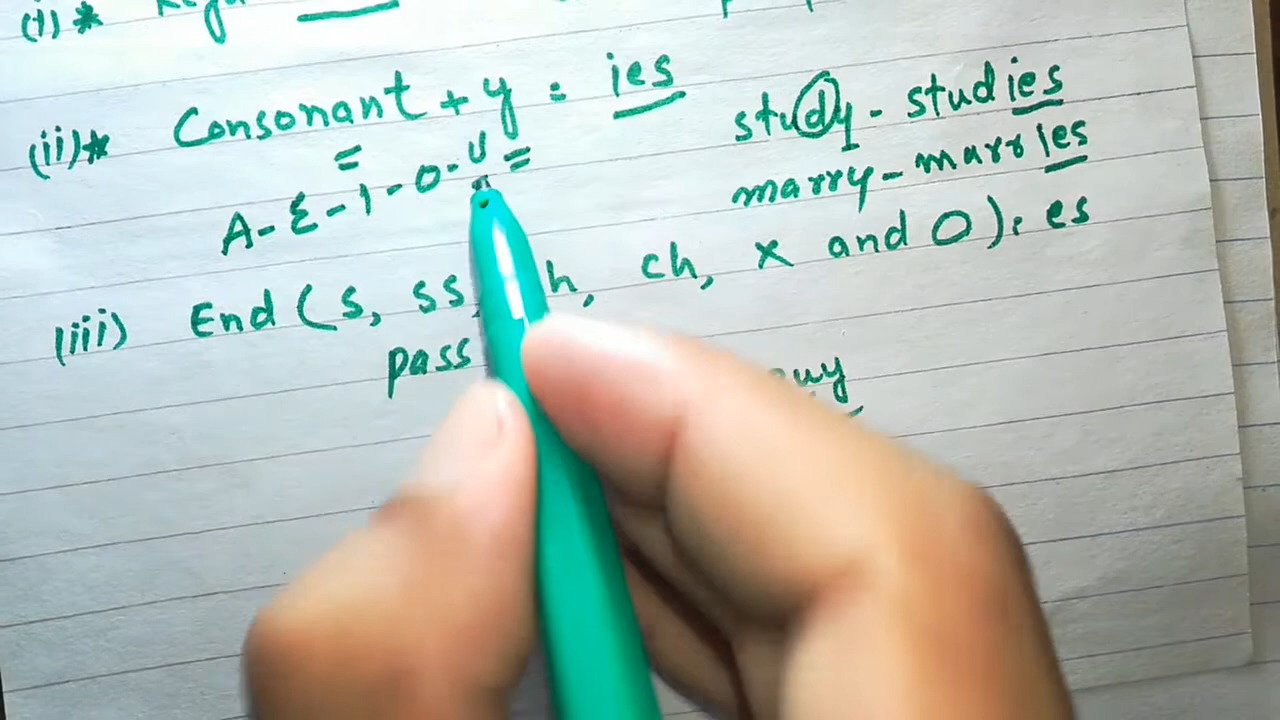 (i)*
(ii)* Consonant + y = ies
study - studies
A-E-I-O-U
marry - marries
(iii) End (s, ss, h, ch, x and O): es
pass